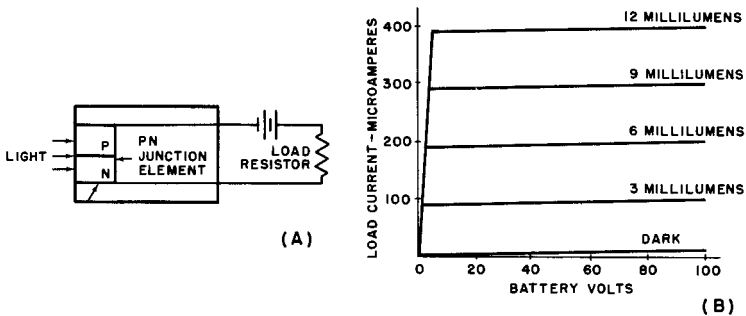 LIGHT
P
N
PN
JUNCTION
ELEMENT
LOAD
RESISTOR
(A)
LOAD CURRENT-MICROAMPERES
400
300
200
100
0
20
40
60
80
100
BATTERY VOLTS
12 MILLILUMENS
9 MILLILUMENS
6 MILLILUMENS
3 MILLILUMENS
DARK
(B)